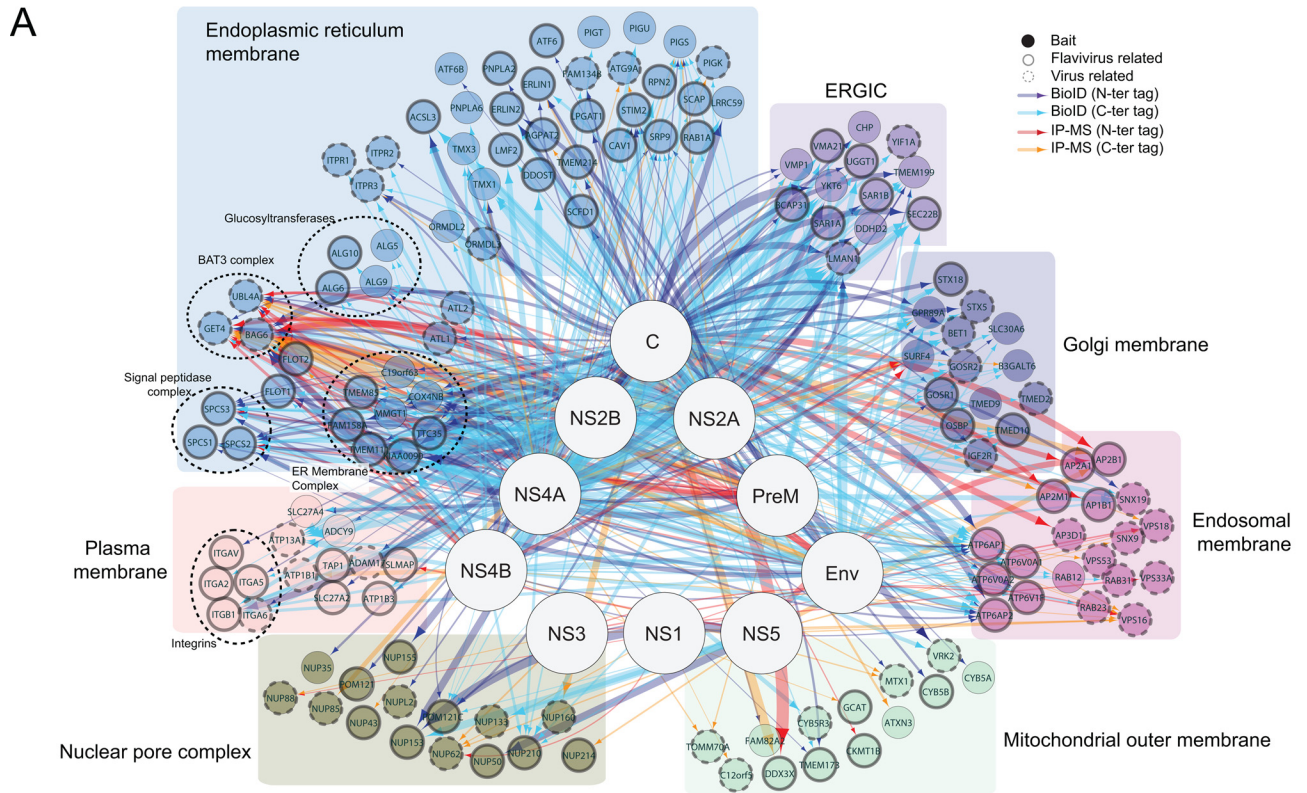 A
Endoplasmic reticulum
membrane
ATF6
PIGT
PIGU
PIGS
PIGK
ATF6B
PNPLA2
FAM134B
ATG9A
RPN2
ERLIN1
SCAP
LRRC59
PNPLA6
ERLIN2
LPGAT1
STIM2
ACSL3
AGPAT2
SRP9
RAB1A
TMX3
LMF2
CAV1
TMEM214
DDOST
ITPR1
ITPR2
ITPR3
TMX1
SCFD1
ORMDL2
ORMDL3
Glucosyltransferases
ALG10
ALG5
ALG6
ALG9
BAT3 complex
UBL4A
GET4
BAG6
ATL2
ATL1
FLOT2
FLOT1
Signal peptidase
complex
SPCS3
SPCS1
SPCS2
C19orf63
TMEM85
COX4NB
MMGT1
FAM158A
TTC35
TMEM11
KIAA0090
ER Membrane
Complex
ERGIC
CHP
VMA21
YIF1A
VMP1
UGGT1
TMEM199
YKT6
BCAP31
SAR1B
SEC22B
SAR1A
DDHD2
LMAN1
Bait
Flavivirus related
Virus related
BioID (N-ter tag)
BioID (C-ter tag)
IP-MS (N-ter tag)
IP-MS (C-ter tag)
Golgi membrane
STX18
STX5
GPR89A
BET1
SLC30A6
SURF4
GOSR2
B3GALT6
GOSR1
TMED9
TMED2
OSBP
TMED10
IGF2R
C
NS2B
NS2A
NS4A
PreM
NS4B
Env
NS3
NS1
NS5
Endosomal
membrane
AP2A1
AP2B1
AP2M1
AP1B1
SNX19
VPS18
AP3D1
SNX9
ATP6AP1
ATP6V0A1
VPS53
ATP6V0A2
RAB12
RAB31
VPS33A
ATP6AP2
RAB23
VPS16
Plasma
membrane
SLC27A4
ADCY9
ATP13A
ITGAV
ITGA2
ITGA5
ITGB1
ITGA6
Integrins
ATP1B1
TAP1
SLMAP
SLC27A2
ATP1B3
Nuclear pore complex
NUP35
NUP155
NUP88
POM121
NUP85
NUPL2
NUP43
POM121C
NUP133
NUP160
NUP153
NUP62
NUP50
NUP210
NUP214
Mitochondrial outer membrane
VRK2
CYB5A
MTX1
CYB5B
GCAT
ATXN3
CYB5R3
TOMM70A
FAM82A2
CKMT1B
C12orf5
DDX3X
TMEM173